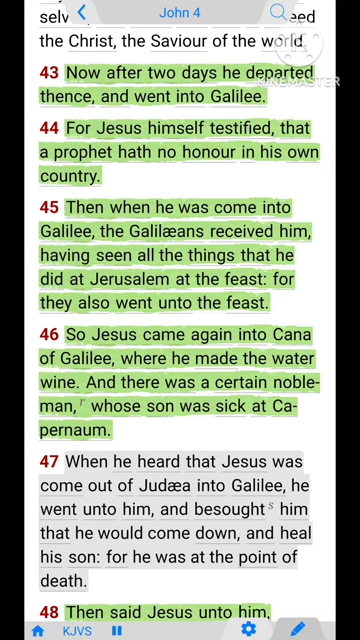 John 4
selv
eed
the Christ, the Saviour of the world.
KINEMASTER
43 Now after two days he departed
thence, and went into Galilee.
44 For Jesus himself testified, that
a prophet hath no honour in his own
country.
45 Then when he was come into
Galilee, the Galilæans received him,
having seen all the things that he
did at Jerusalem at the feast: for
they also went unto the feast.
46 So Jesus came again into Cana
of Galilee, where he made the water
wine. And there was a certain noble-
man, r whose son was sick at Ca-
pernaum.
47 When he heard that Jesus was
come out of Judæa into Galilee, he
went unto him, and besought s him
that he would come down, and heal
his son: for he was at the point of
death.
48 Then said Jesus unto him,
KJVS